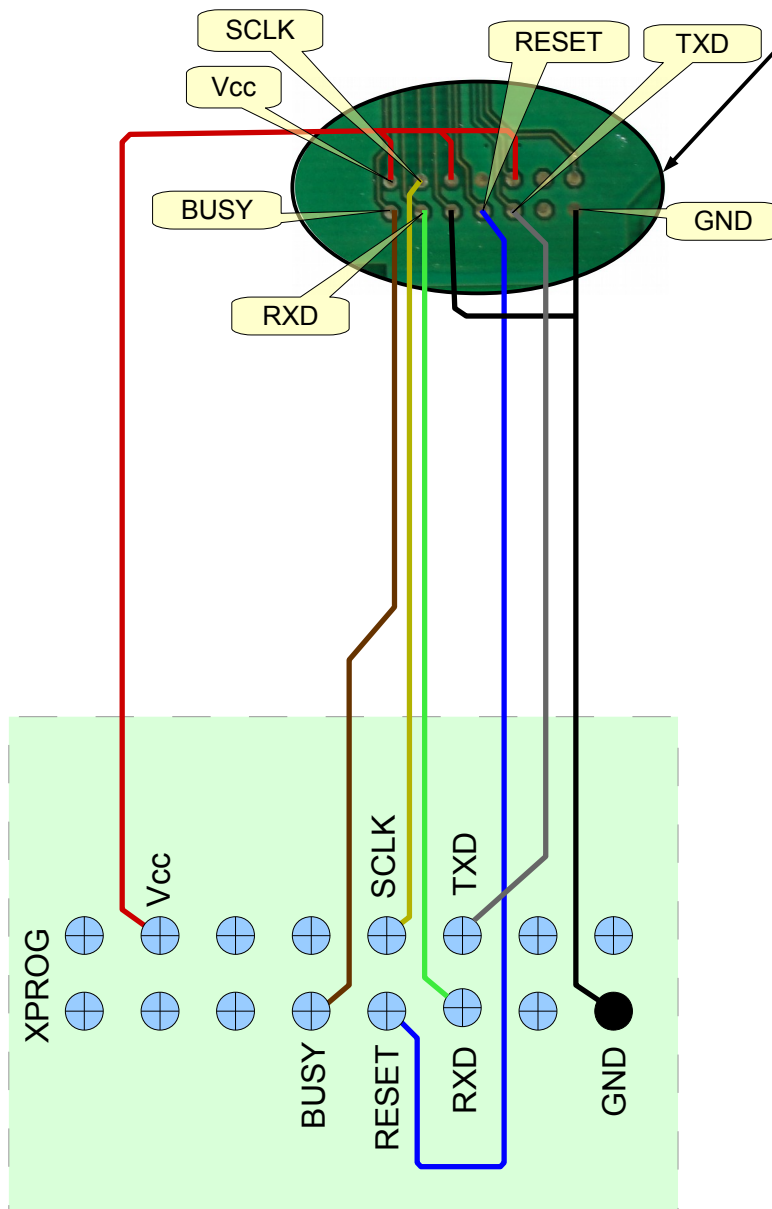 SCLK
RESET
TXD
Vcc
BUSY
GND
RXD
Vcc
SCLK
TXD
XPROG
BUSY
RESET
RXD
GND